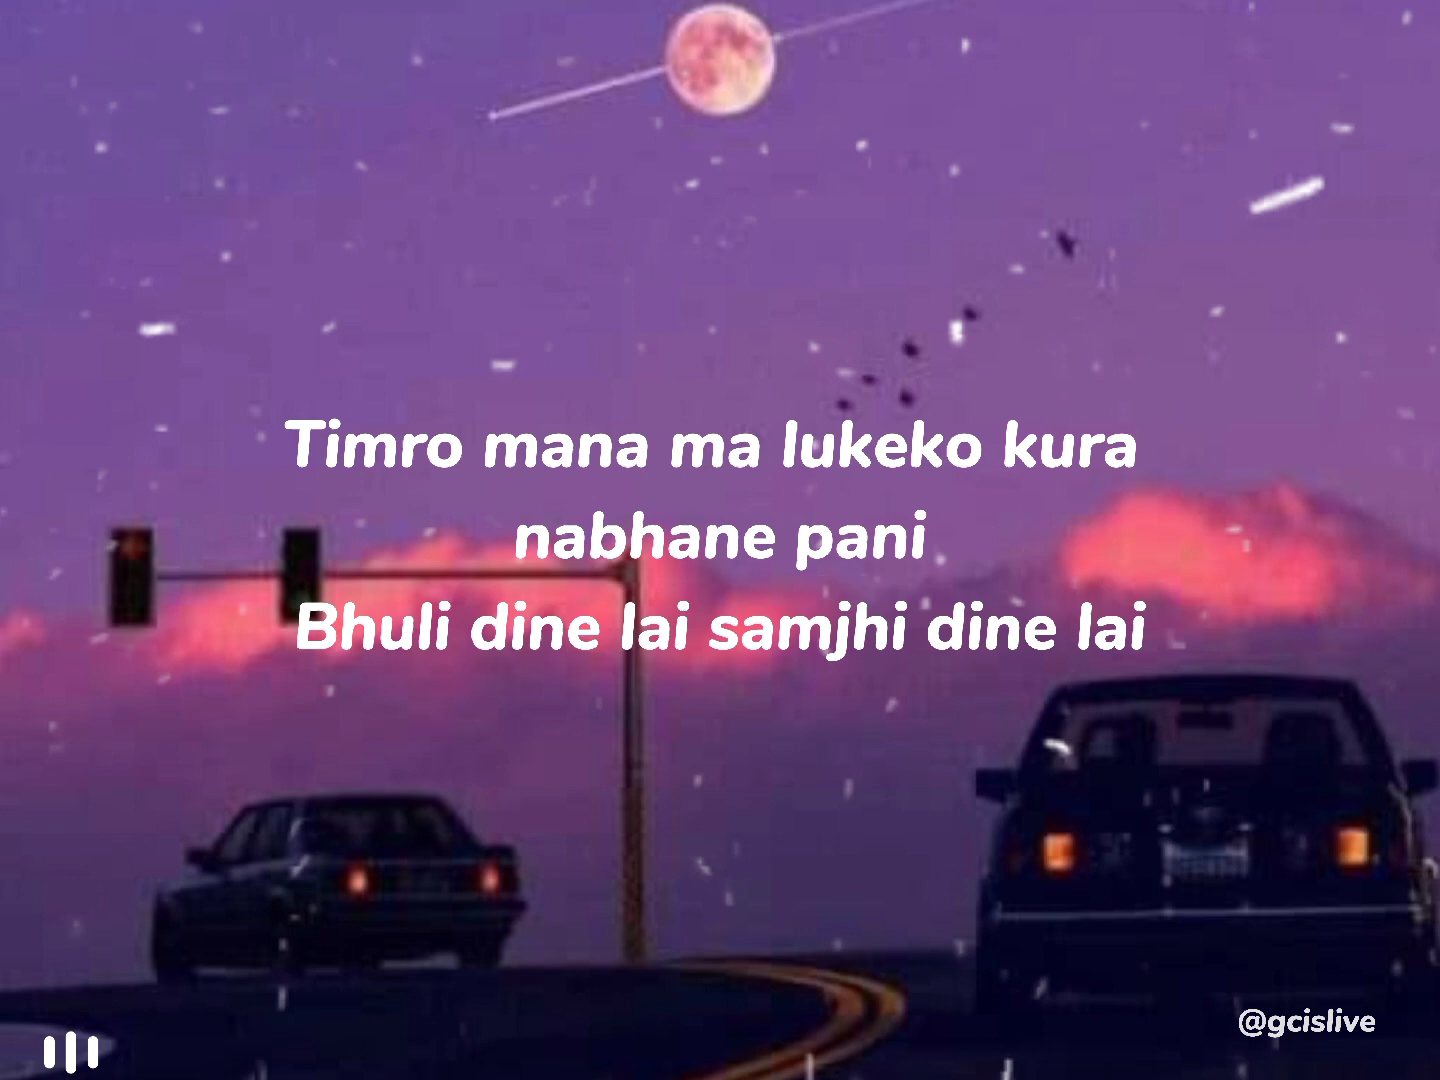 Timro mana ma lukeko kura
nabhane pani
Bhuli dine lai samjhi dine lai
@gcislive